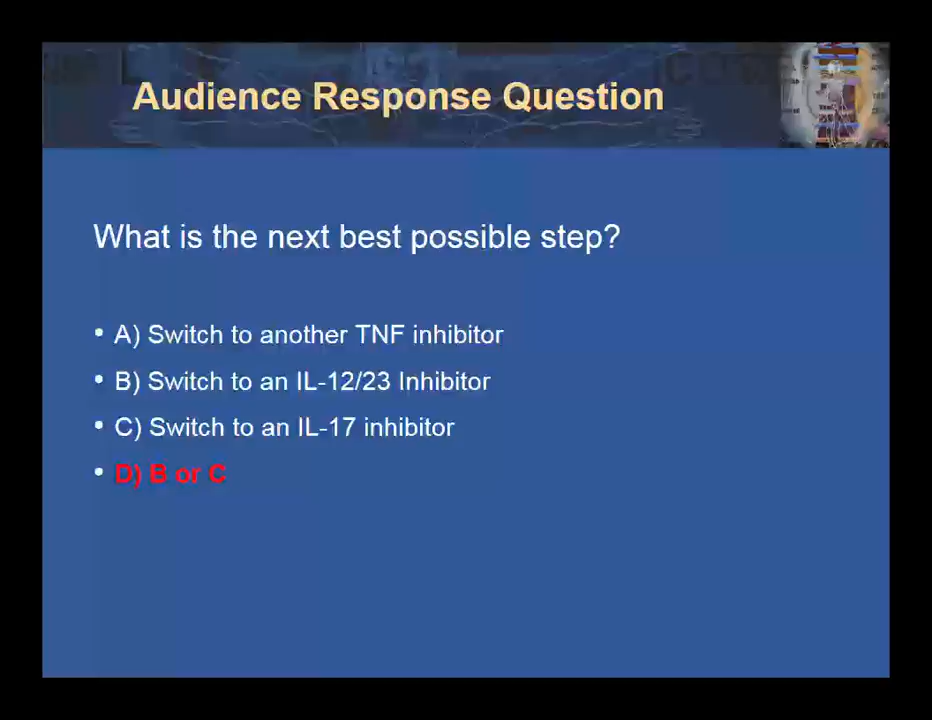 Audience Response Question
What is the next best possible step?
• A) Switch to another TNF inhibitor
• B) Switch to an IL-12/23 Inhibitor
• C) Switch to an IL-17 inhibitor
• D) B or C